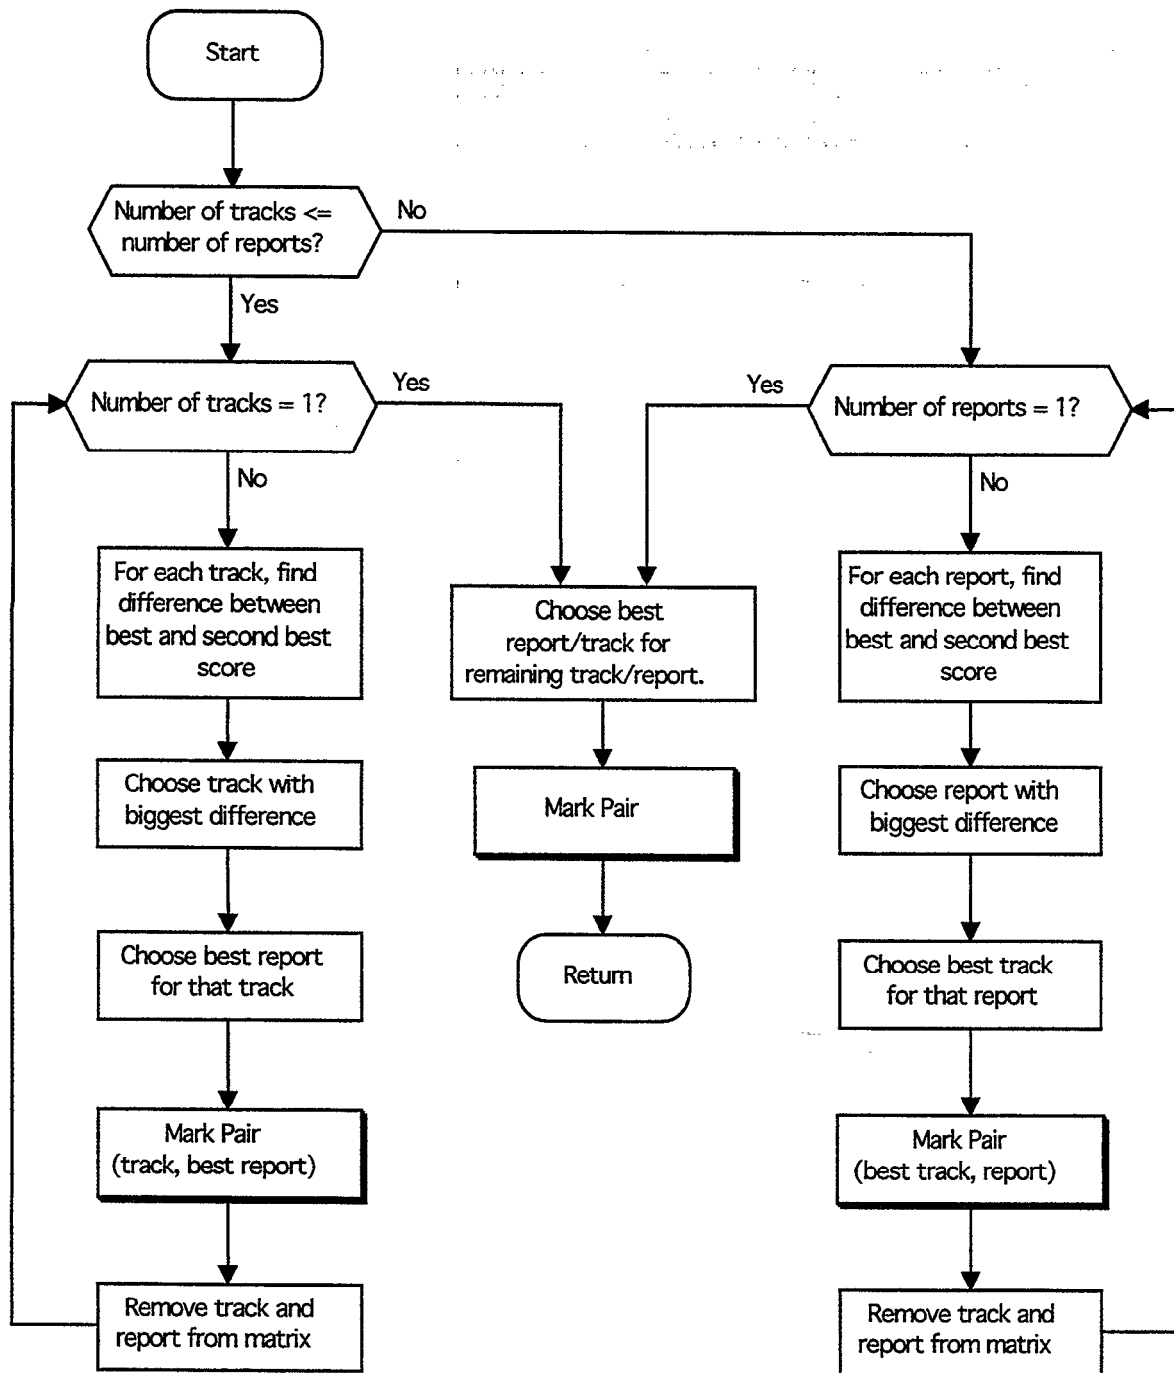 Start
Number of tracks <=
number of reports?
No
Yes
Number of tracks = 1?
Yes
Yes
Number of reports = 1?
No
No
For each track, find
difference between
best and second best
score
Choose best
report/track for
remaining track/report.
For each report, find
difference between
best and second best
score
Choose track with
biggest difference
Mark Pair
Choose report with
biggest difference
Choose best report
for that track
Return
Choose best track
for that report
Mark Pair
(track, best report)
Mark Pair
(best track, report)
Remove track and
report from matrix
Remove track and
report from matrix